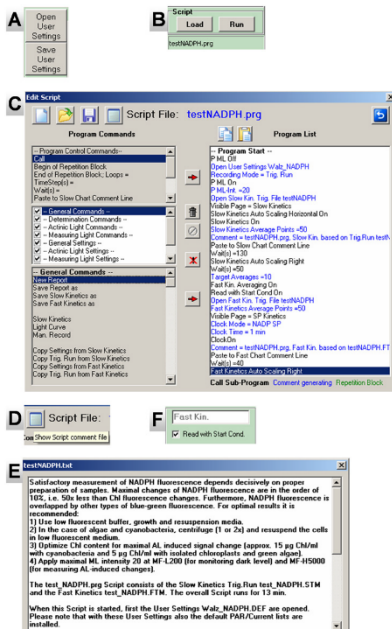 A
Open
User
Settings
Save
User
Settings
B
Script
Load
Run
testNADPH.prg
C
Edit Script
Script File: testNADPH.prg
Program Commands
Program List
-- Program Control Commands--
Call
Begin of Repetition Block
End of Repetition Block; Loops =
TimeStep(s) =
Wait(s) =
Paste to Slow Chart Comment Line
-- General Commands --
-- Determination Commands --
-- Actinic Light Commands --
-- Measuring Light Commands --
-- General Settings --
-- Actinic Light Settings --
-- Measuring Light Settings --
-- General Commands --
New Report
Save Report as
Save Slow Kinetics as
Save Fast Kinetics as
Slow Kinetics
Light Curve
Man. Record
Copy Settings from Slow Kinetics
Copy Trig. Run from Slow Kinetics
Copy Settings from Fast Kinetics
Copy Trig. Run from Fast Kinetics
-- Program Start --
P ML Off
Open User Settings Walz_NADPH
Recording Mode = Trig. Run
P ML On
P ML-Int. =20
Open Slow Kin. Trig. File testNADPH
Visible Page = Slow Kinetics
Slow Kinetics Auto Scaling Horizontal On
Slow Kinetics On
Slow Kinetics Average Points =50
Comment = testNADPH.prg, Slow Kin. based on Trig.Run testN
Paste to Slow Chart Comment Line
Wait(s) =130
Slow Kinetics Auto Scaling Right
Wait(s) =50
Target Averages =10
Fast Kin. Averaging On
Read with Start Cond On
Open Fast Kin. Trig. File testNADPH
Fast Kinetics Average Points =50
Visible Page = SP Kinetics
Clock Mode = NADP SP
Clock Time = 1 min
ClockOn
Comment = testNADPH.prg, Fast Kin. based on testNADPH.FT
Paste to Fast Chart Comment Line
Wait(s) =40
Fast Kinetics Auto Scaling Right
Call Sub-Program Comment generating Repetition Block
D
Script File:
Show Script comment file
F
Fast Kin.
Read with Start Cond.
E
testNADPH.txt
Satisfactory measurement of NADPH fluorescence depends decisively on proper
preparation of samples. Maximal changes of NADPH fluorescence are in the order of
10%, i.e. 50x less than Chl fluorescence changes. Furthermore, NADPH fluorescence is
overlapped by other types of blue-green fluorescence. For optimal results it is
recommended:
1) Use low fluorescent buffer, growth and resuspension media.
2) In the case of algae and cyanobacteria, centrifuge (1 or 2x) and resuspend the cells
in low fluorescent medium.
3) Optimize Chl content for maximal AL induced signal change (approx. 15 µg Chl/ml
with cyanobacteria and 5 µg Chl/ml with isolated chloroplasts and green algae).
4) Apply maximal ML intensity 20 at MF-L200 (for monitoring dark level) and MF-H5000
(for measuring AL-induced changes).
The test_NADPH.prg Script consists of the Slow Kinetics Trig.Run test_NADPH.STM
and the Fast Kinetics test_NADPH.FTM. The overall Script runs for 13 min.
When this Script is started, first the User Settings Walz_NADPH.DEF are opened.
Please note that with these User Settings also the default PAR/Current lists are
installed.